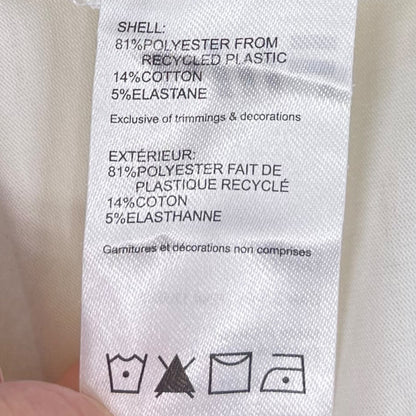 SHELL:
81%POLYESTER FROM
RECYCLED PLASTIC
14%COTTON
5%ELASTANE
Exclusive of trimmings & decorations
EXTÉRIEUR:
81%POLYESTER FAIT DE
PLASTIQUE RECYCLÉ
14%COTON
5%ELASTHANNE
Garnitures et décorations non comprises